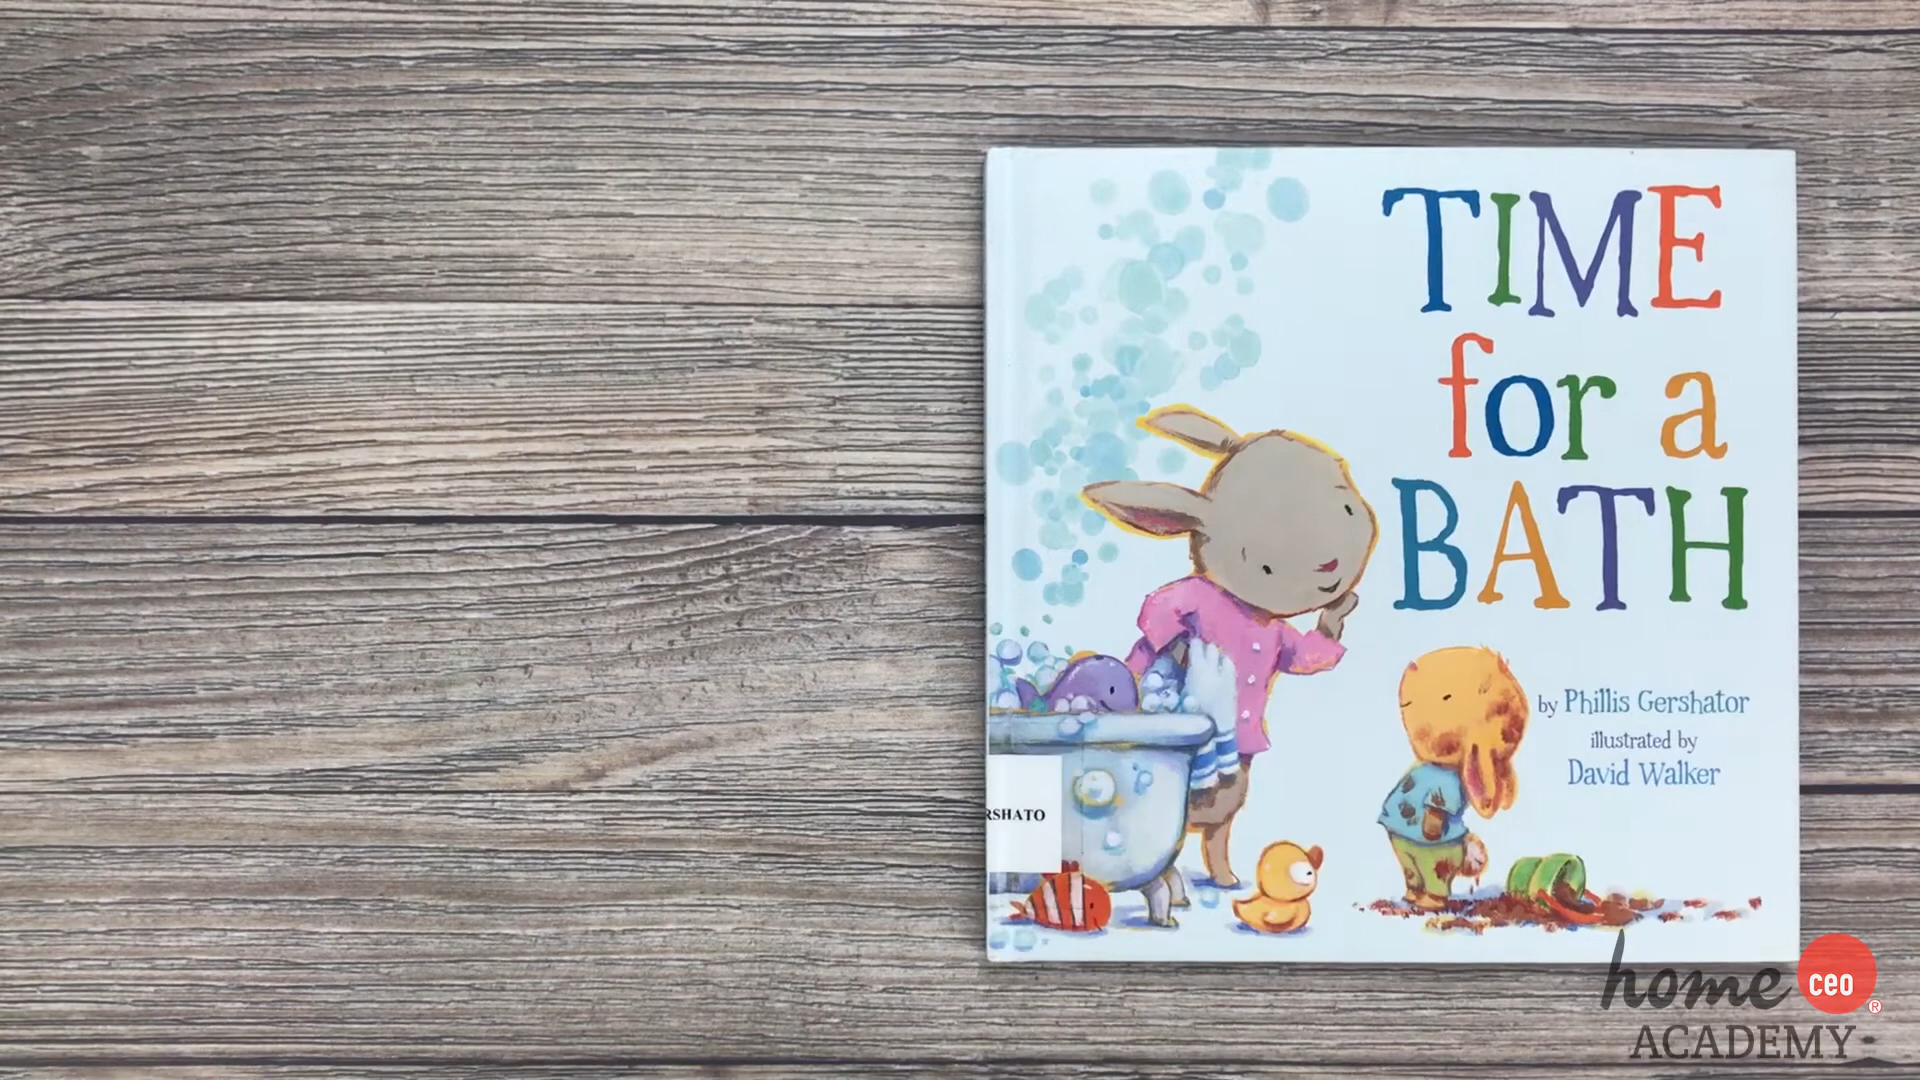 TIME
for a
BATH
by Phillis Gershator
illustrated by
David Walker
RSHATO
home ceo ®
ACADEMY